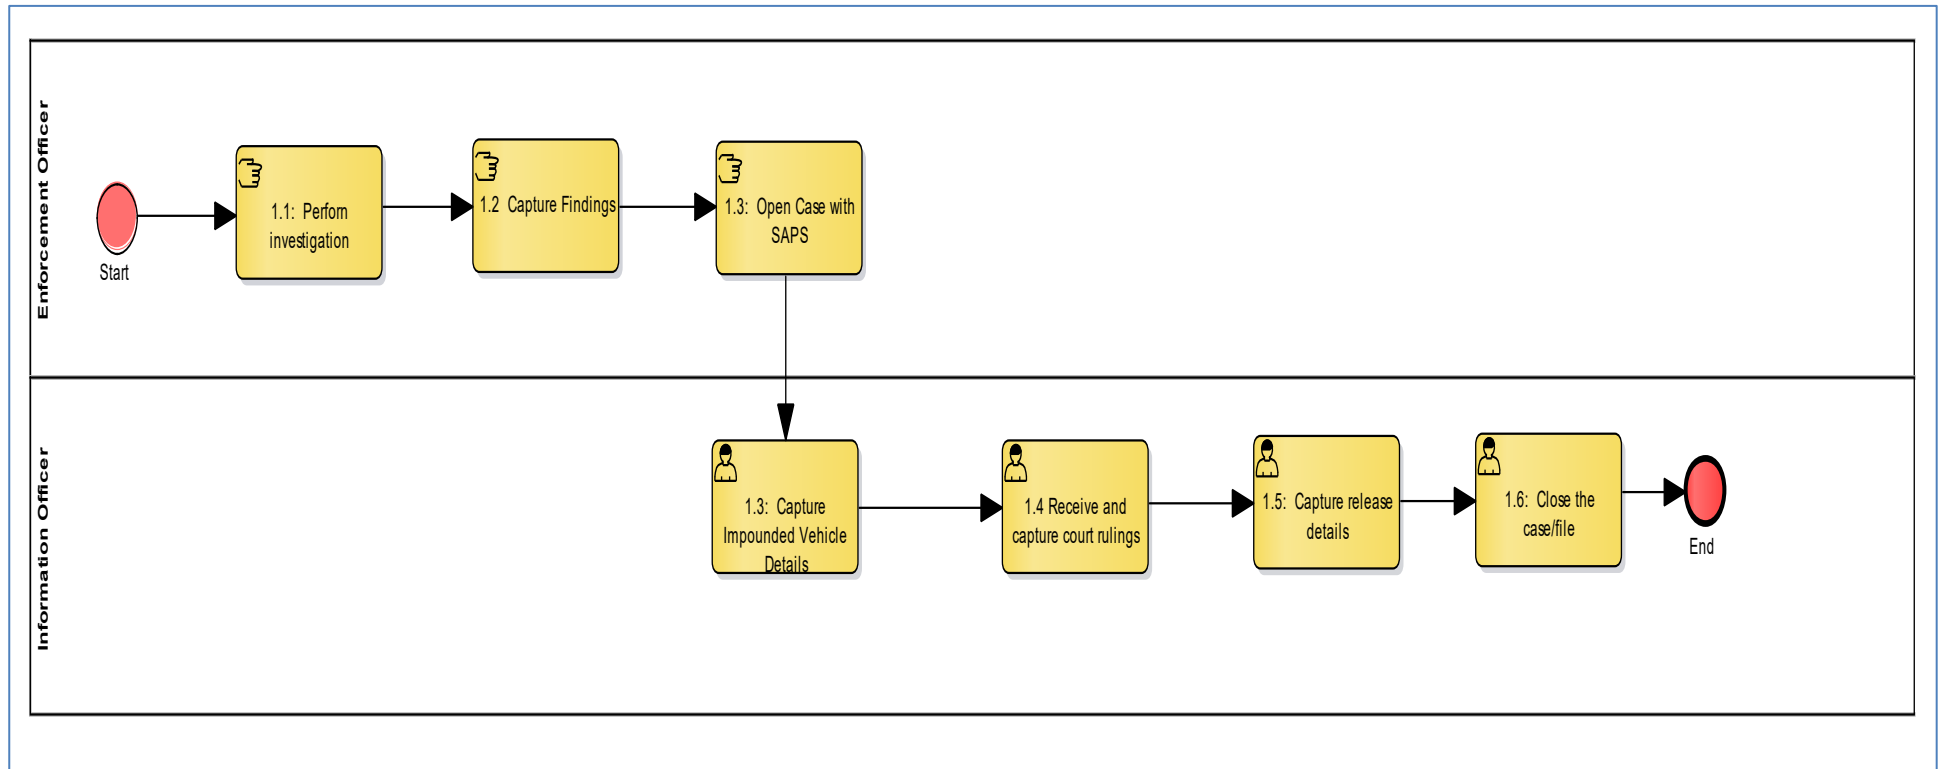 Enforcement Officer
Start
1.1:  Perform
investigation
1.2  Capture Findings
1.3:  Open Case with
SAPS
Information Officer
1.3:  Capture
Impounded Vehicle
Details
1.4 Receive and
capture court rulings
1.5:  Capture release
details
1.6:  Close the
case/file
End